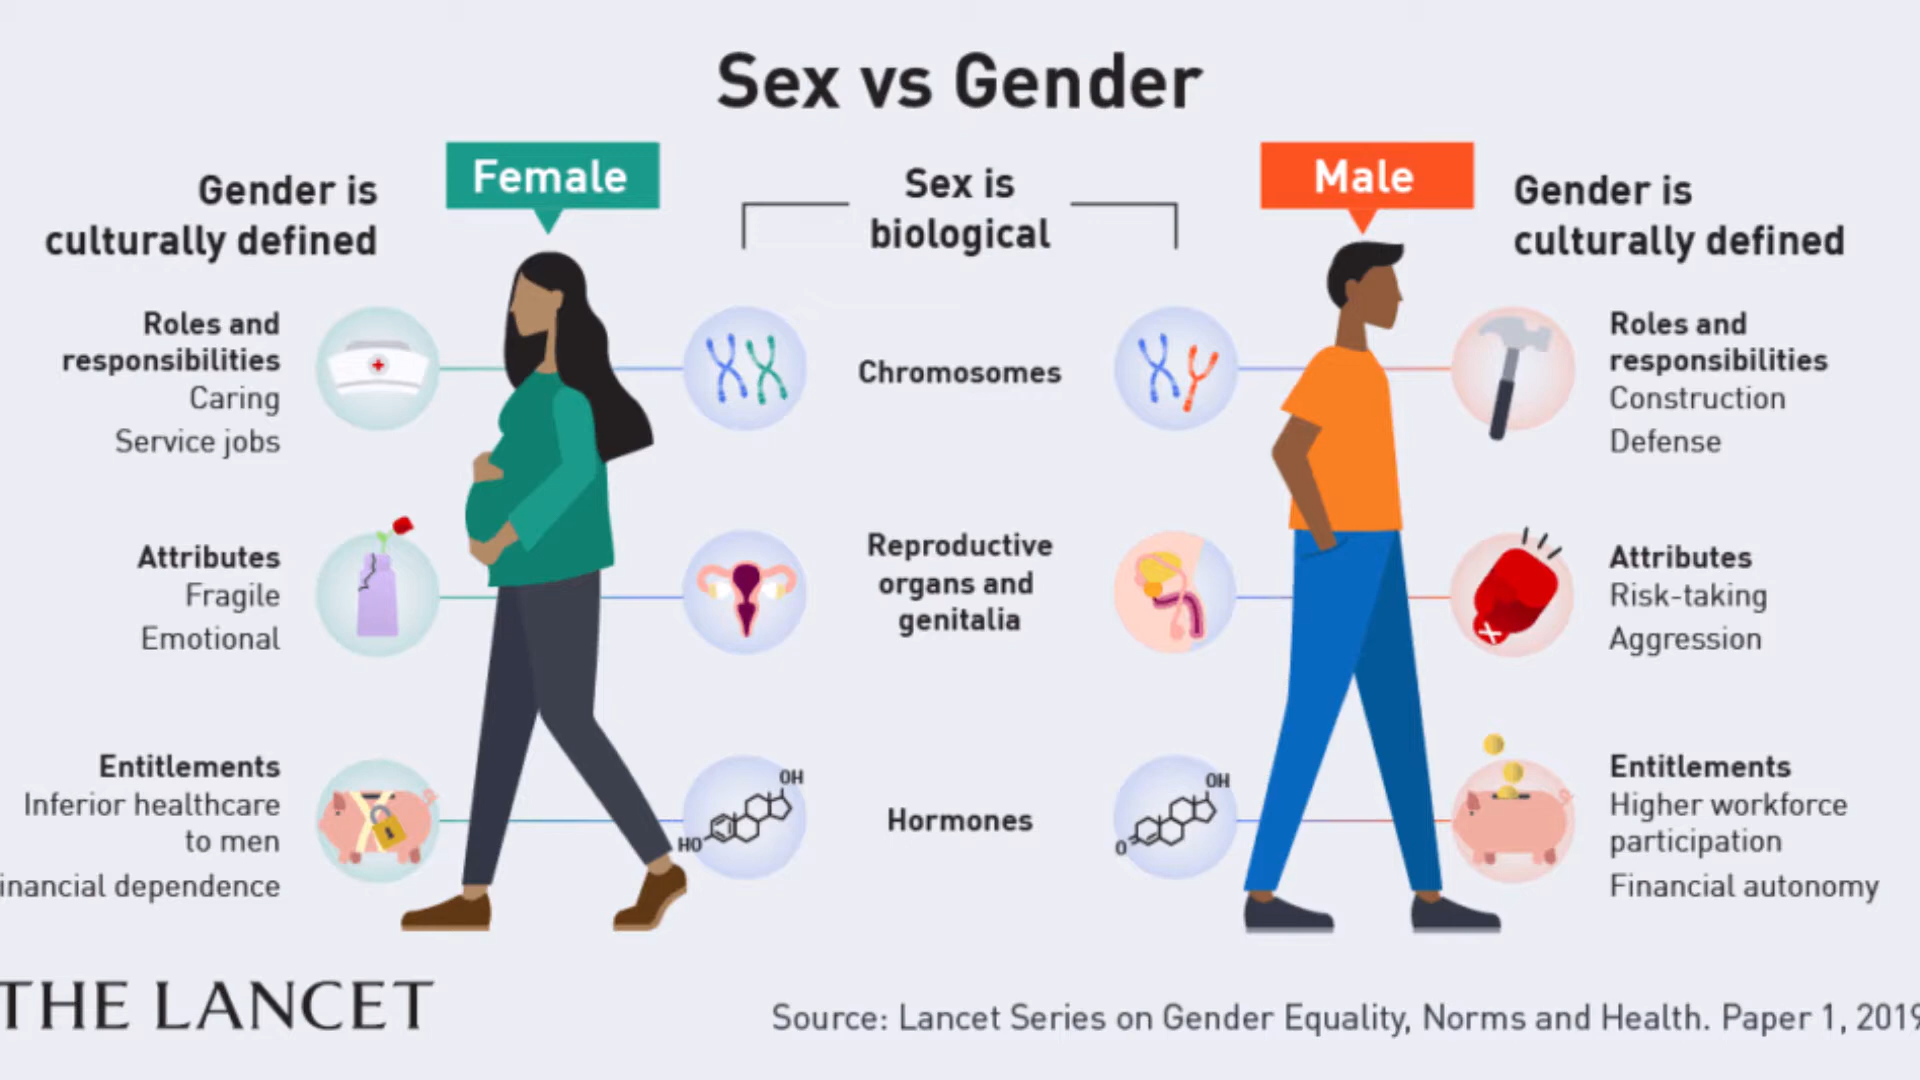 Sex vs Gender
Gender is
culturally defined
Female
Sex is
biological
Male
Gender is
culturally defined
Roles and
responsibilities
Caring
Service jobs
Chromosomes
Roles and
responsibilities
Construction
Defense
Attributes
Fragile
Emotional
Reproductive
organs and
genitalia
Attributes
Risk-taking
Aggression
Entitlements
Inferior healthcare
to men
inancial dependence
OH
HO
Hormones
OH
O
Entitlements
Higher workforce
participation
Financial autonomy
THE LANCET
Source: Lancet Series on Gender Equality, Norms and Health. Paper 1, 2019